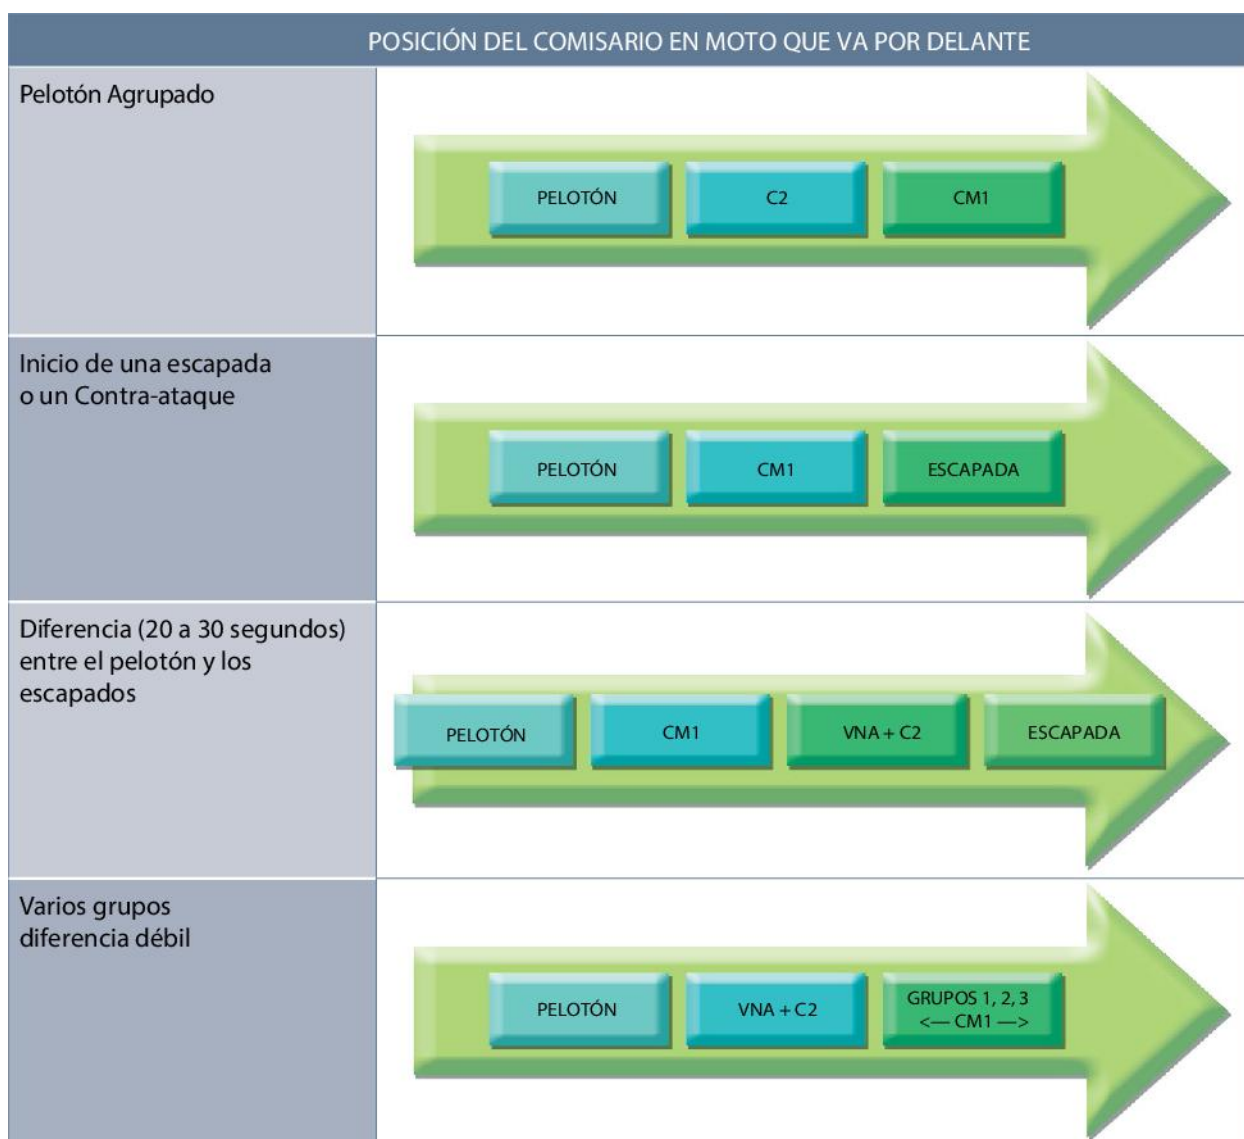 POSICIÓN DEL COMISARIO EN MOTO QUE VA POR DELANTE
Pelotón Agrupado
PELOTÓN
C2
CM1
Inicio de una escapada
o un Contra-ataque
PELOTÓN
CM1
ESCAPADA
Diferencia (20 a 30 segundos)
entre el pelotón y los
escapados
PELOTÓN
CM1
VNA + C2
ESCAPADA
Varios grupos
diferencia débil
PELOTÓN
VNA + C2
GRUPOS 1, 2, 3
<— CM1 —>